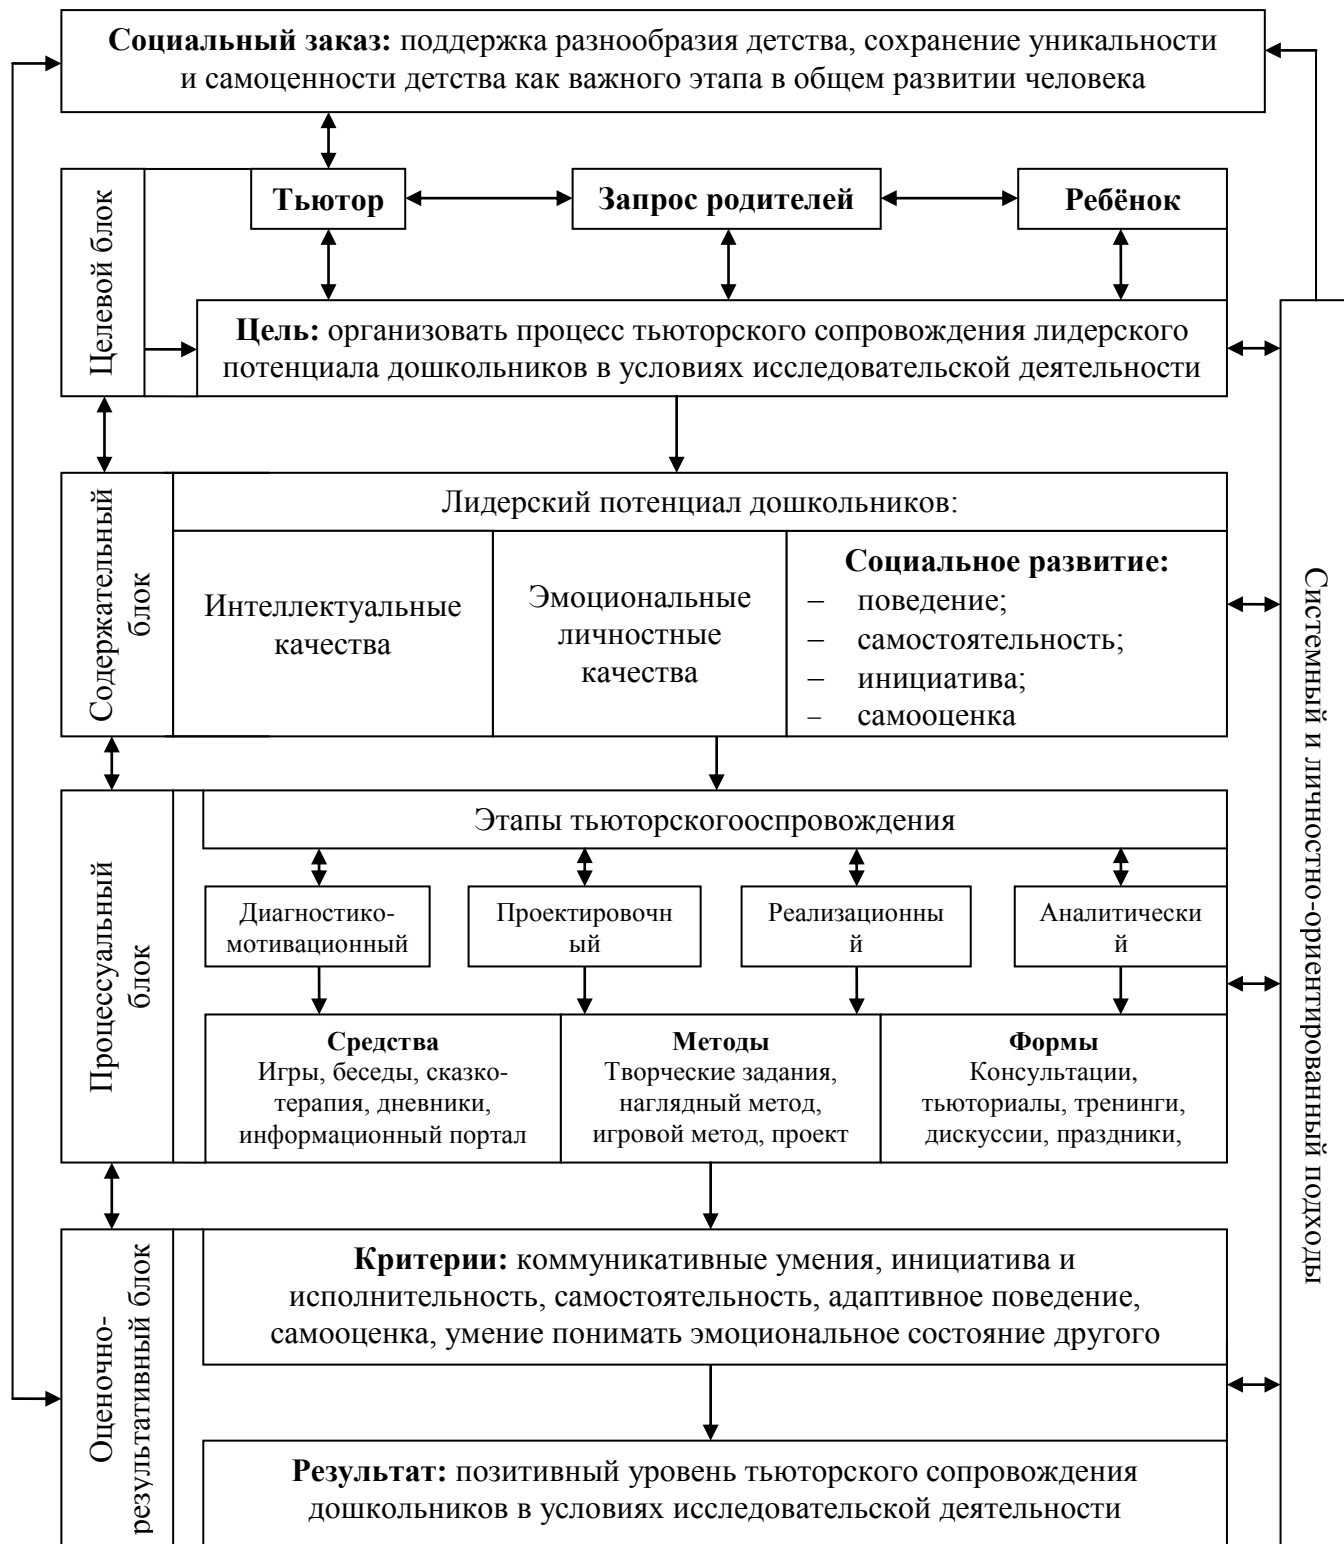 Социальный заказ: поддержка разнообразия детства, сохранение уникальности
и самоценности детства как важного этапа в общем развитии человека
Целевой блок
Тьютор
Запрос родителей
Ребёнок
Цель: организовать процесс тьюторского сопровождения лидерского
потенциала дошкольников в условиях исследовательской деятельности
Содержательный
блок
Лидерский потенциал дошкольников:
Интеллектуальные
качества
Эмоциональные
личностные
качества
Социальное развитие:
– поведение;
– самостоятельность;
– инициатива;
– самооценка
Процессуальный
блок
Этапы тьюторскогооспровождения
Диагностико-
мотивационный
Проектировочн
ый
Реализационны
й
Аналитически
й
Средства
Игры, беседы, сказко-
терапия, дневники,
информационный портал
Методы
Творческие задания,
наглядный метод,
игровой метод, проект
Формы
Консультации,
тьюториалы, тренинги,
дискуссии, праздники,
Оценочно-
результативный блок
Критерии: коммуникативные умения, инициатива и
исполнительность, самостоятельность, адаптивное поведение,
самооценка, умение понимать эмоциональное состояние другого
Результат: позитивный уровень тьюторского сопровождения
дошкольников в условиях исследовательской деятельности
Системный и личностно-ориентированный подходы